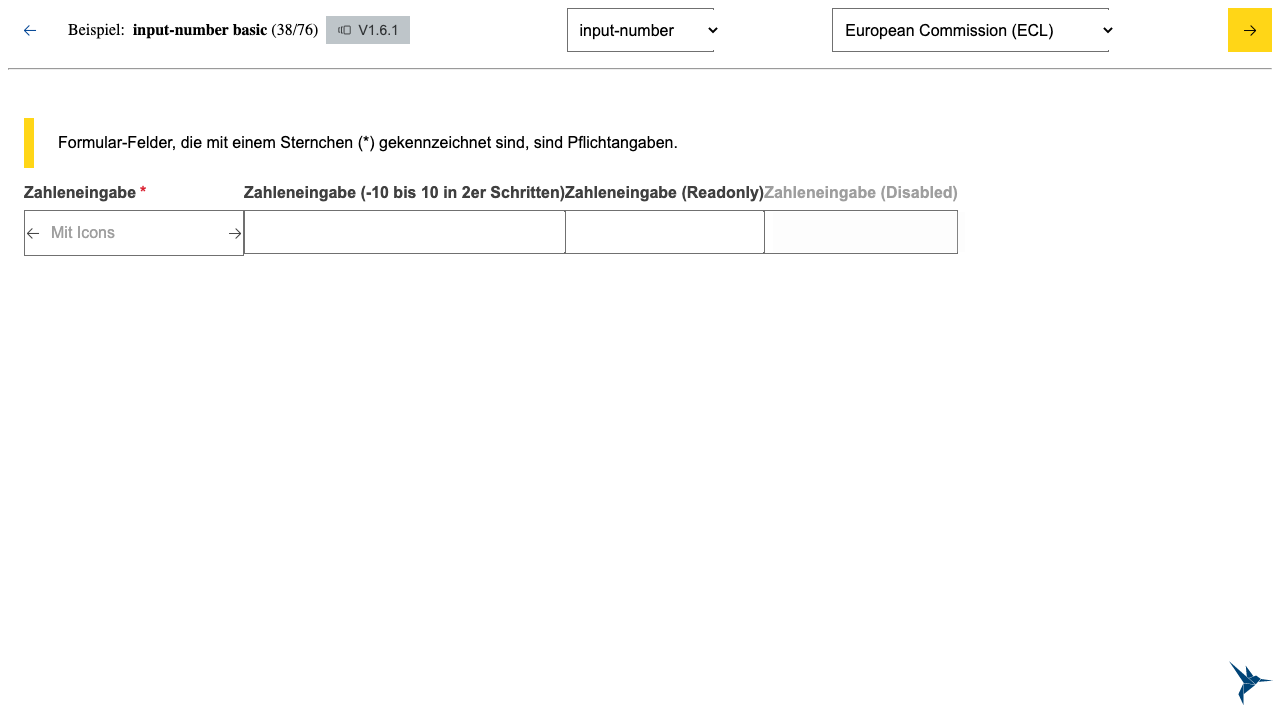 Beispiel: input-number basic (38/76) V1.6.1 input-number European Commission (ECL)
Formular-Felder, die mit einem Sternchen (*) gekennzeichnet sind, sind Pflichtangaben.
Zahleneingabe * Zahleneingabe (-10 bis 10 in 2er Schritten) Zahleneingabe (Readonly) Zahleneingabe (Disabled)
Mit Icons